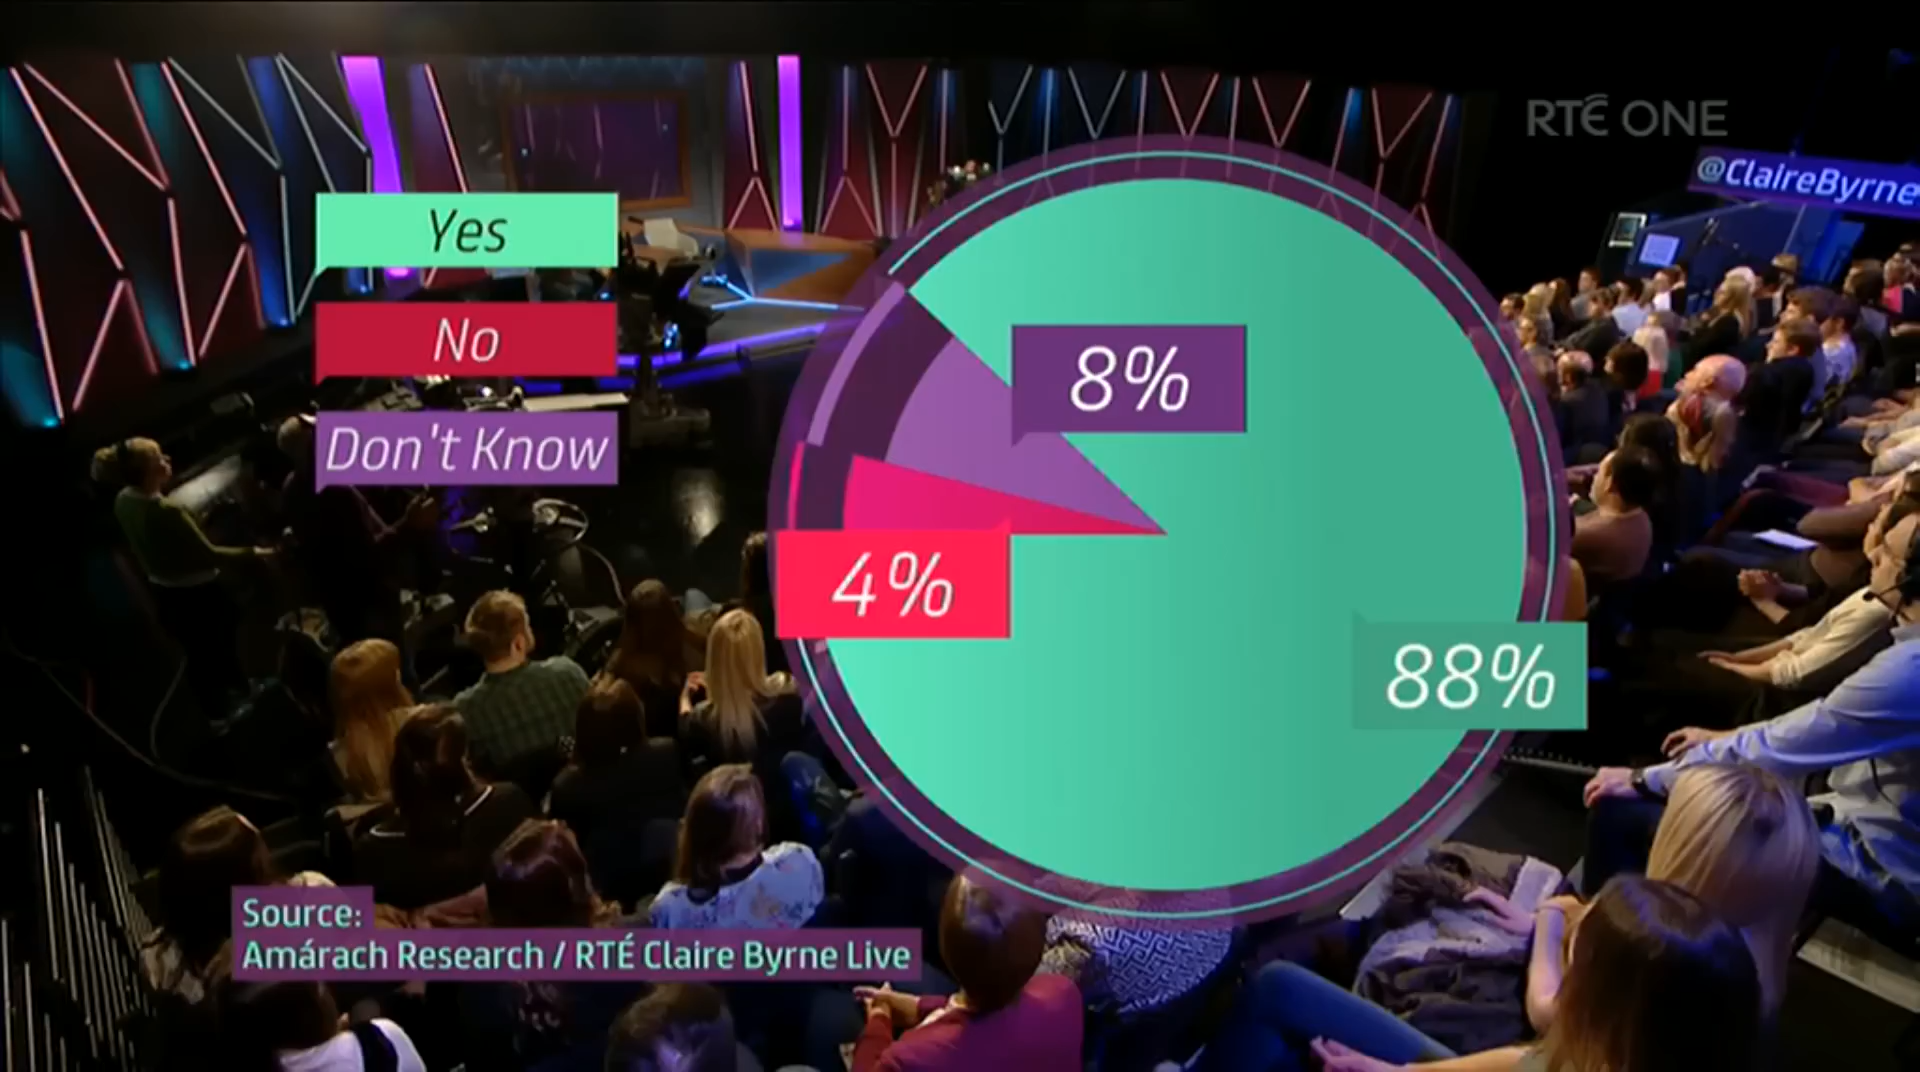 RTÉ ONE
@ClaireByrne
Yes
No
Don't Know
8%
4%
88%
Source:
Amárach Research / RTÉ Claire Byrne Live